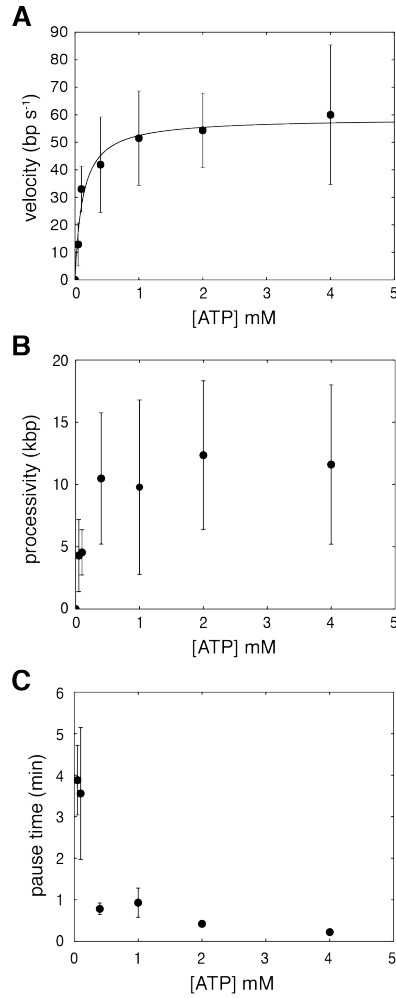 A
90
80
70
60
50
40
30
20
10
0
velocity (bp s⁻¹)
0 1 2 3 4 5
[ATP] mM
B
20
15
10
5
0
processivity (kbp)
0 1 2 3 4 5
[ATP] mM
C
6
5
4
3
2
1
0
pause time (min)
0 1 2 3 4 5
[ATP] mM